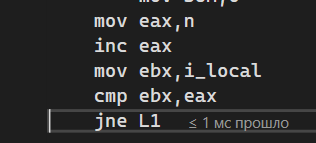 mov eax,n
inc eax
mov ebx,i_local
cmp ebx,eax
jne L1 ≤ 1 мс прошло